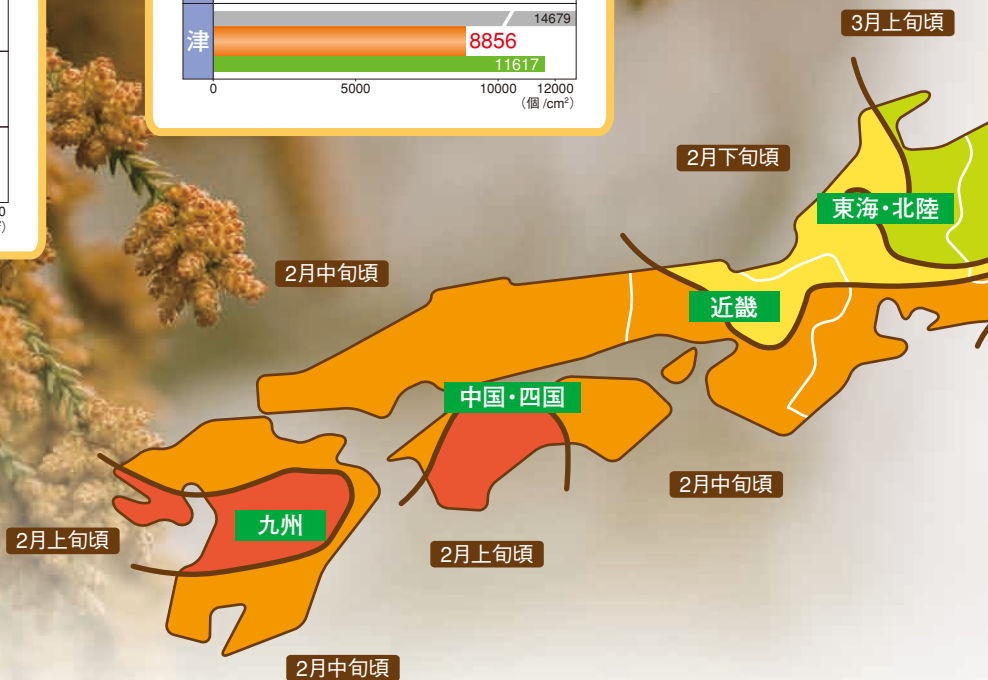 14679
津
8856
11617
0
5000
10000
12000
(個/cm²)
0
3月上旬頃
2月下旬頃
東海・北陸
2月中旬頃
近畿
中国・四国
2月中旬頃
九州
2月上旬頃
2月上旬頃
2月中旬頃